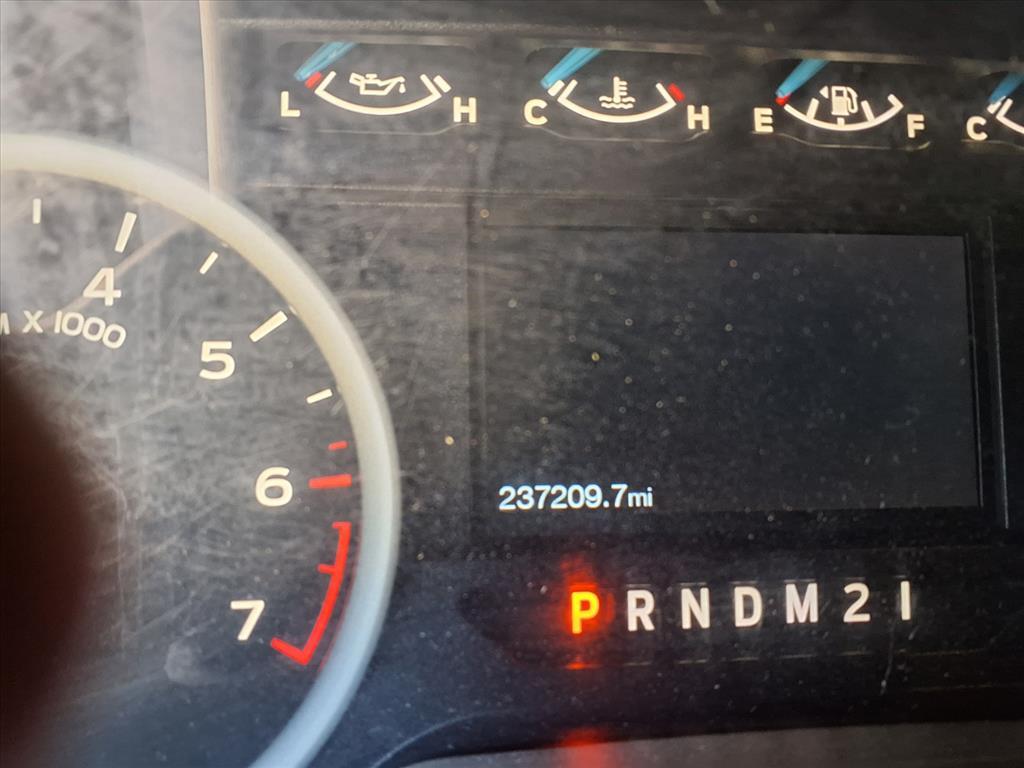 L H C H E F C
4
X 1000
5
6
237209.7mi
P R N D M 2 1
7